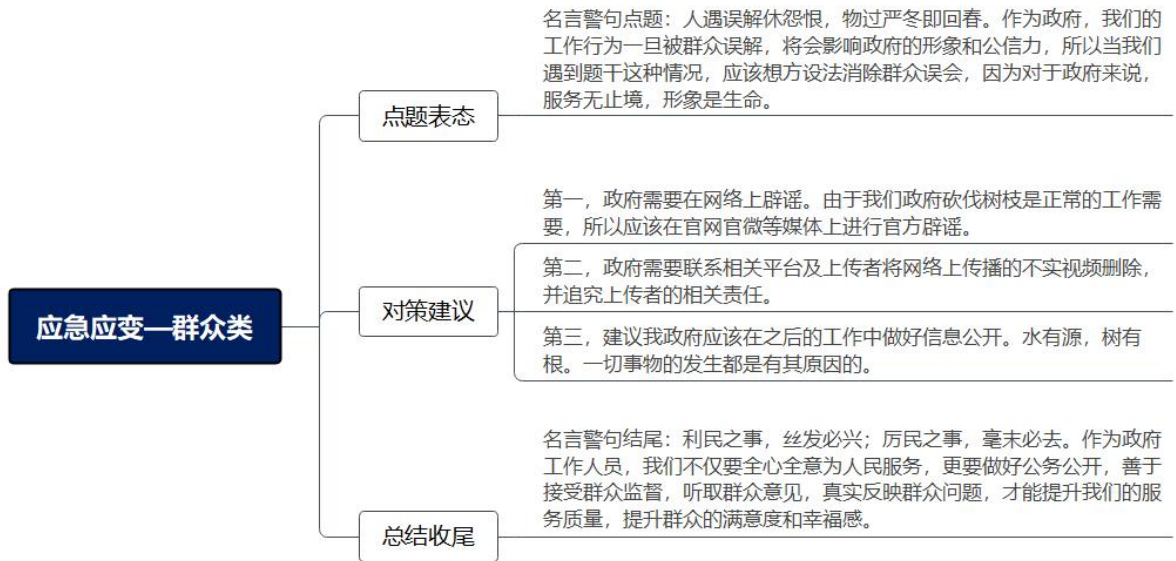 名言警句点题：人遇误解休怨恨，物过严冬即回春。作为政府，我们的
工作行为一旦被群众误解，将会影响政府的形象和公信力，所以当我们
遇到题干这种情况，应该想方设法消除群众误会，因为对于政府来说，
服务无止境，形象是生命。
点题表态
第一，政府需要在网络上辟谣。由于我们政府砍伐树枝是正常的工作需
要，所以应该在官网官微等媒体上进行官方辟谣。
第二，政府需要联系相关平台及上传者将网络上传播的不实视频删除，
并追究上传者的相关责任。
对策建议
应急应变—群众类
第三，建议我政府应该在之后的工作中做好信息公开。水有源，树有
根。一切事物的发生都是有其原因的。
名言警句结尾：利民之事，丝发必兴；厉民之事，毫末必去。作为政府
工作人员，我们不仅要全心全意为人民服务，更要做好公务公开，善于
接受群众监督，听取群众意见，真实反映群众问题，才能提升我们的服
务质量，提升群众的满意度和幸福感。
总结收尾